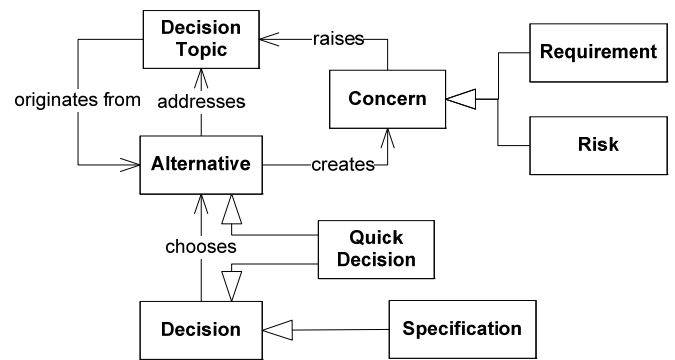 Decision
Topic
raises
Requirement
originates from
addresses
Concern
Risk
Alternative
creates
chooses
Quick
Decision
Decision
Specification